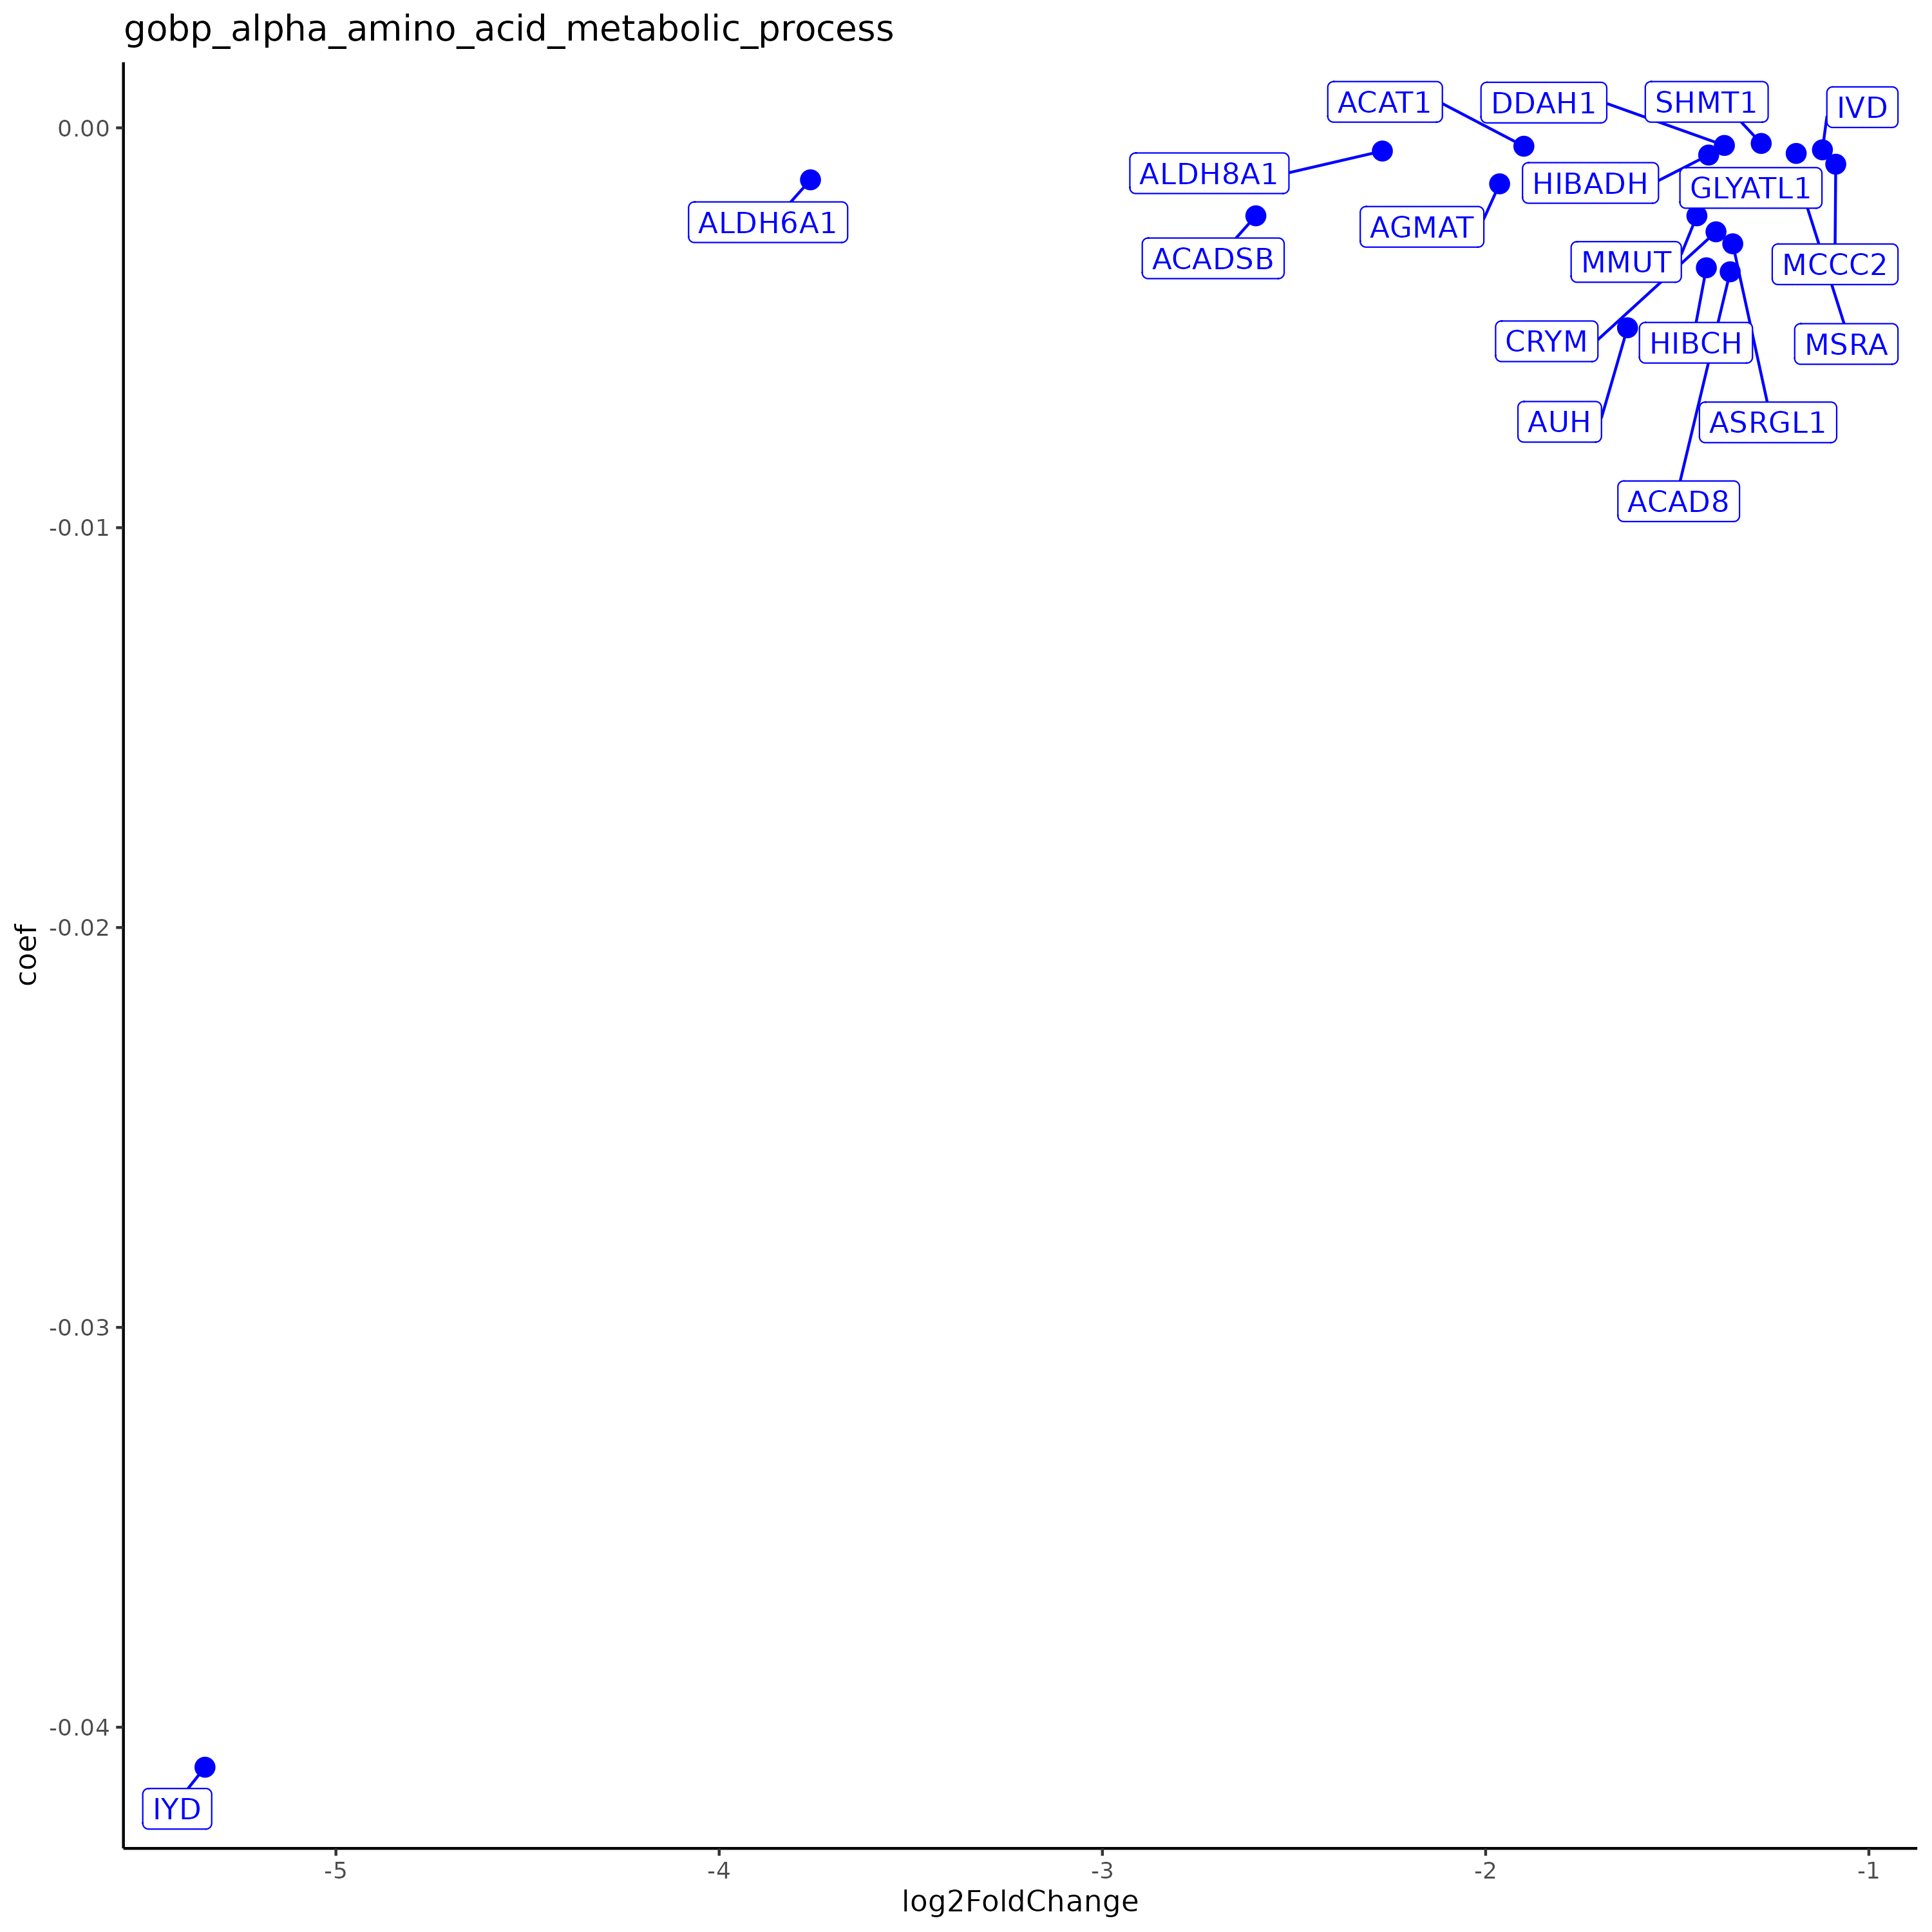 gobp_alpha_amino_acid_metabolic_process
ACAT1
DDAH1
SHMT1
IVD
0.00
ALDH8A1
HIBADH
GLYATL1
ALDH6A1
AGMAT
ACADSB
MMUT
MCCC2
CRYM
HIBCH
MSRA
AUH
ASRGL1
ACAD8
-0.01
-0.02
coef
-0.03
-0.04
IYD
-5
-4
-3
-2
-1
log2FoldChange